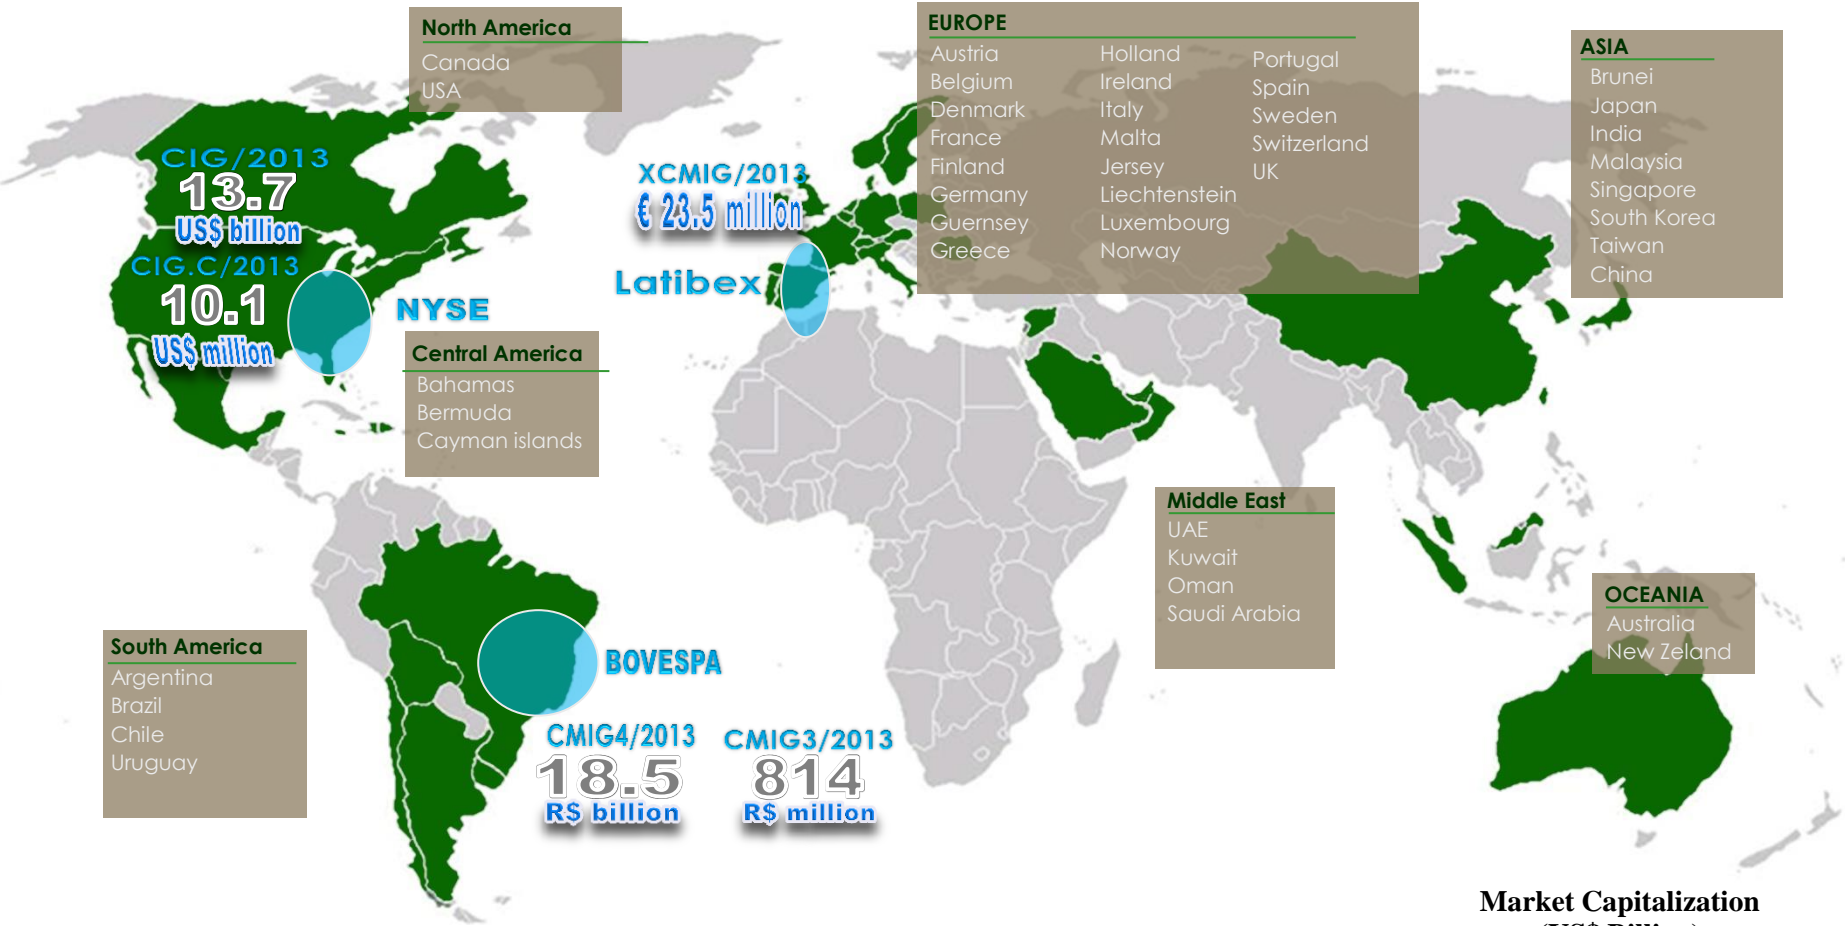 North America
Canada
USA
EUROPE
Austria
Belgium
Denmark
France
Finland
Germany
Guernsey
Greece
Holland
Ireland
Italy
Malta
Jersey
Liechtenstein
Luxembourg
Norway
Portugal
Spain
Sweden
Switzerland
UK
ASIA
Brunei
Japan
India
Malaysia
Singapore
South Korea
Taiwan
China
CIG/2013
13.7
US$ billlion
CIG.C/2013
10.1
US$ million
NYSE
XCMIG/2013
€ 23.5 million
Latibex
Central America
Bahamas
Bermuda
Cayman islands
Middle East
UAE
Kuwait
Oman
Saudi Arabia
OCEANIA
Australia
New Zeland
South America
Argentina
Brazil
Chile
Uruguay
BOVESPA
CMIG4/2013
18.5
R$ billion
CMIG3/2013
814
R$ million
Market Capitalization
(US$ Billion)